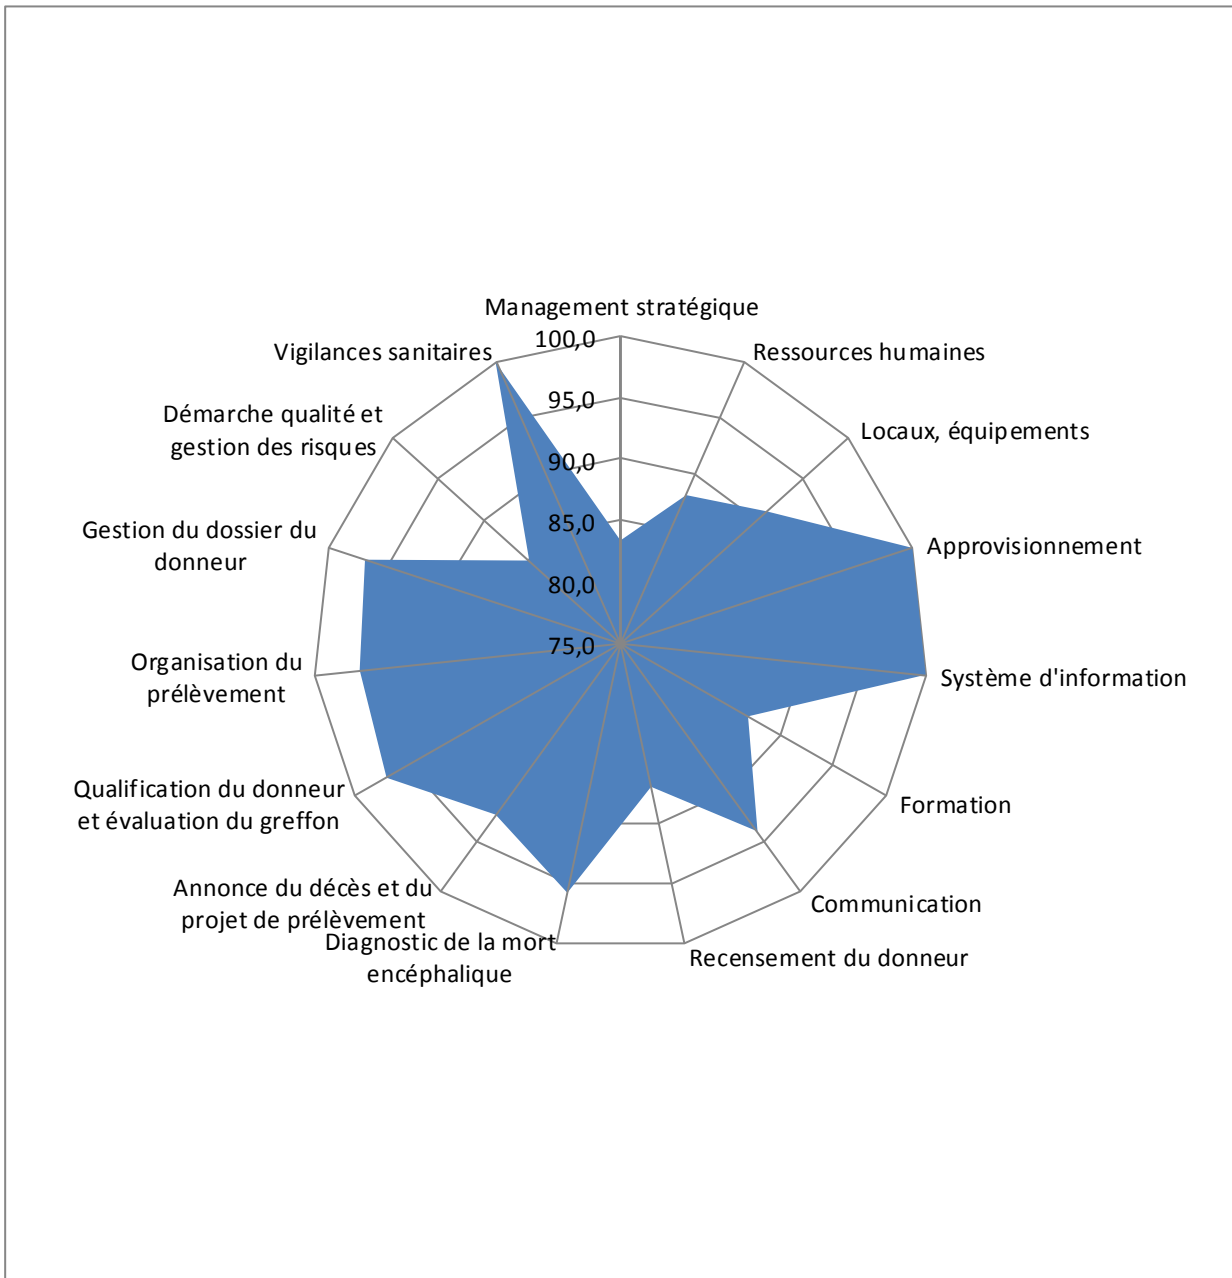 Management stratégique
100,0
95,0
90,0
85,0
80,0
75,0
Ressources humaines
Locaux, équipements
Approvisionnement
Système d'information
Formation
Communication
Recensement du donneur
Diagnostic de la mort
encéphalique
Annonce du décès et du
projet de prélèvement
Qualification du donneur
et évaluation du greffon
Organisation du
prélèvement
Gestion du dossier du
donneur
Démarche qualité et
gestion des risques
Vigilances sanitaires